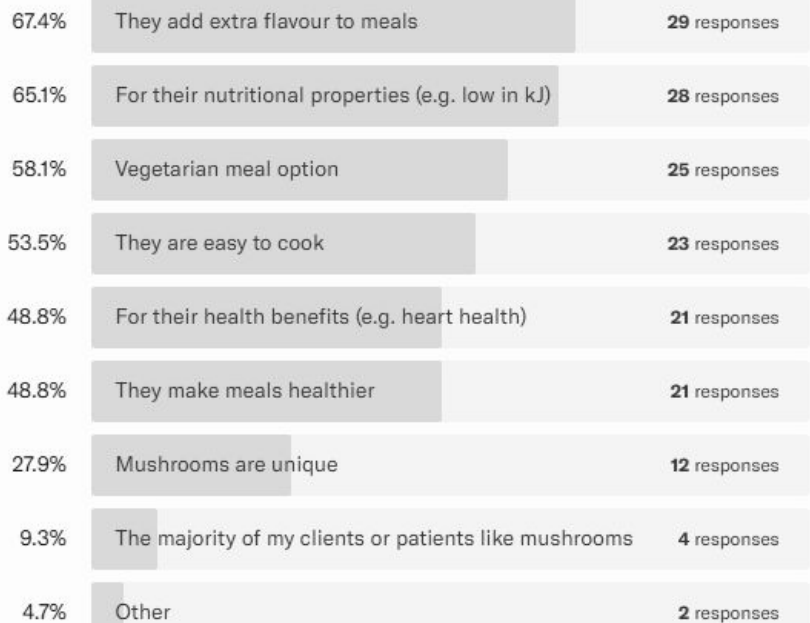 67.4% They add extra flavour to meals 29 responses
65.1% For their nutritional properties (e.g. low in kJ) 28 responses
58.1% Vegetarian meal option 25 responses
53.5% They are easy to cook 23 responses
48.8% For their health benefits (e.g. heart health) 21 responses
48.8% They make meals healthier 21 responses
27.9% Mushrooms are unique 12 responses
9.3% The majority of my clients or patients like mushrooms 4 responses
4.7% Other 2 responses